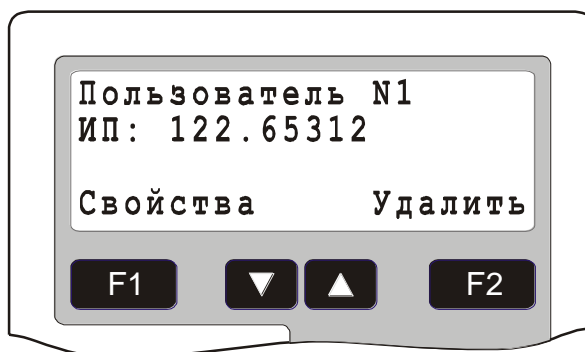 Пользователь N1
ИП: 122.65312
Свойства Удалить
F1 F2